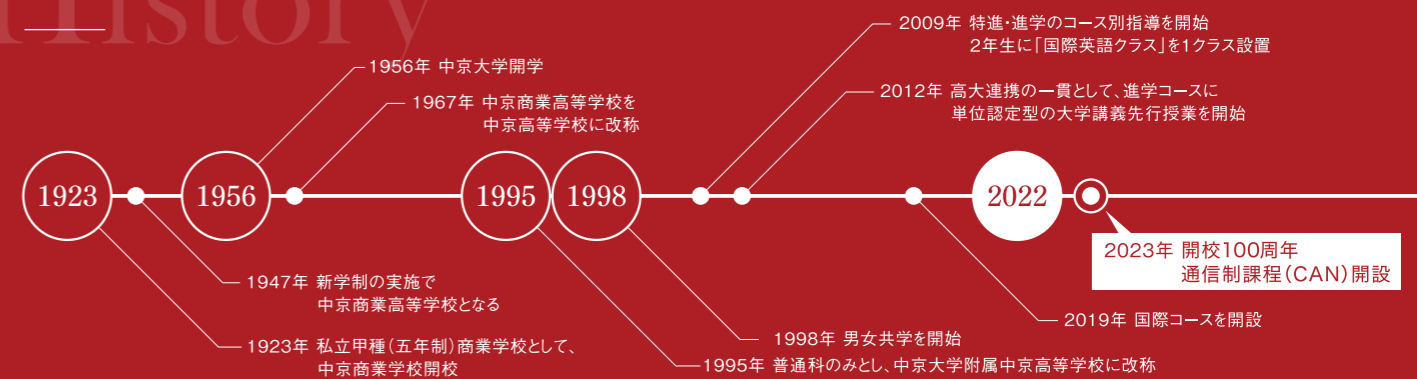 History
2009年 特進・進学のコース別指導を開始
2年生に「国際英語クラス」を1クラス設置
1956年 中京大学開学
1967年 中京商業高等学校を
中京高等学校に改称
2012年 高大連携の一貫として、進学コースに
単位認定型の大学講義先行授業を開始
1923
1956
1995
1998
2022
2023年 開校100周年
通信制課程(CAN)開設
1947年 新学制の実施で
中京商業高等学校となる
2019年 国際コースを開設
1923年 私立甲種(五年制)商業学校として、
中京商業学校開校
1998年 男女共学を開始
1995年 普通科のみとし、中京大学附属中京高等学校に改称